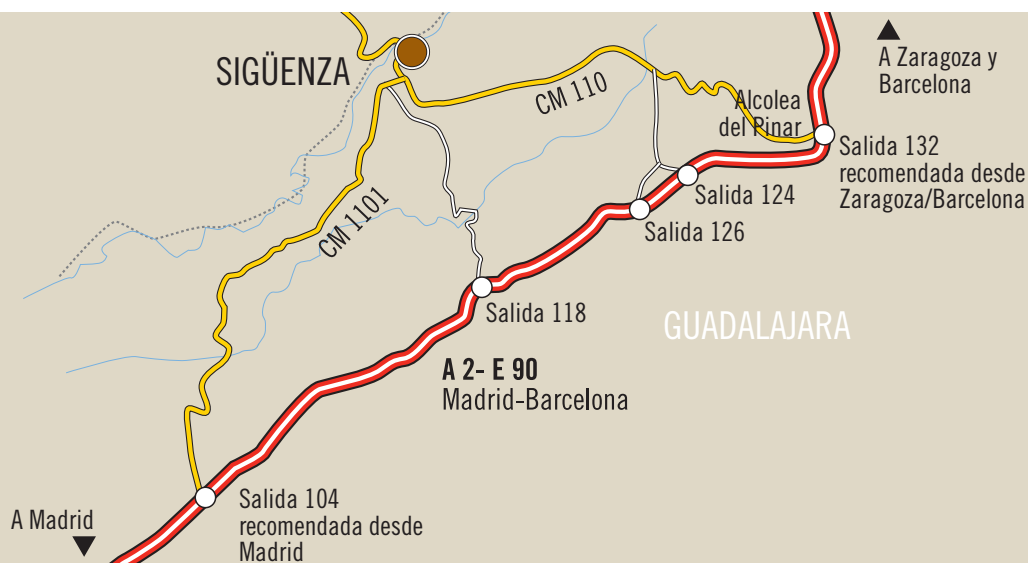 A Zaragoza y
Barcelona
SIGÜENZA
CM 110
Alcolea
del Pinar
Salida 132
recomendada desde
Zaragoza/Barcelona
Salida 124
CM 1101
Salida 126
Salida 118
GUADALAJARA
A 2- E 90
Madrid-Barcelona
Salida 104
recomendada desde
Madrid
A Madrid